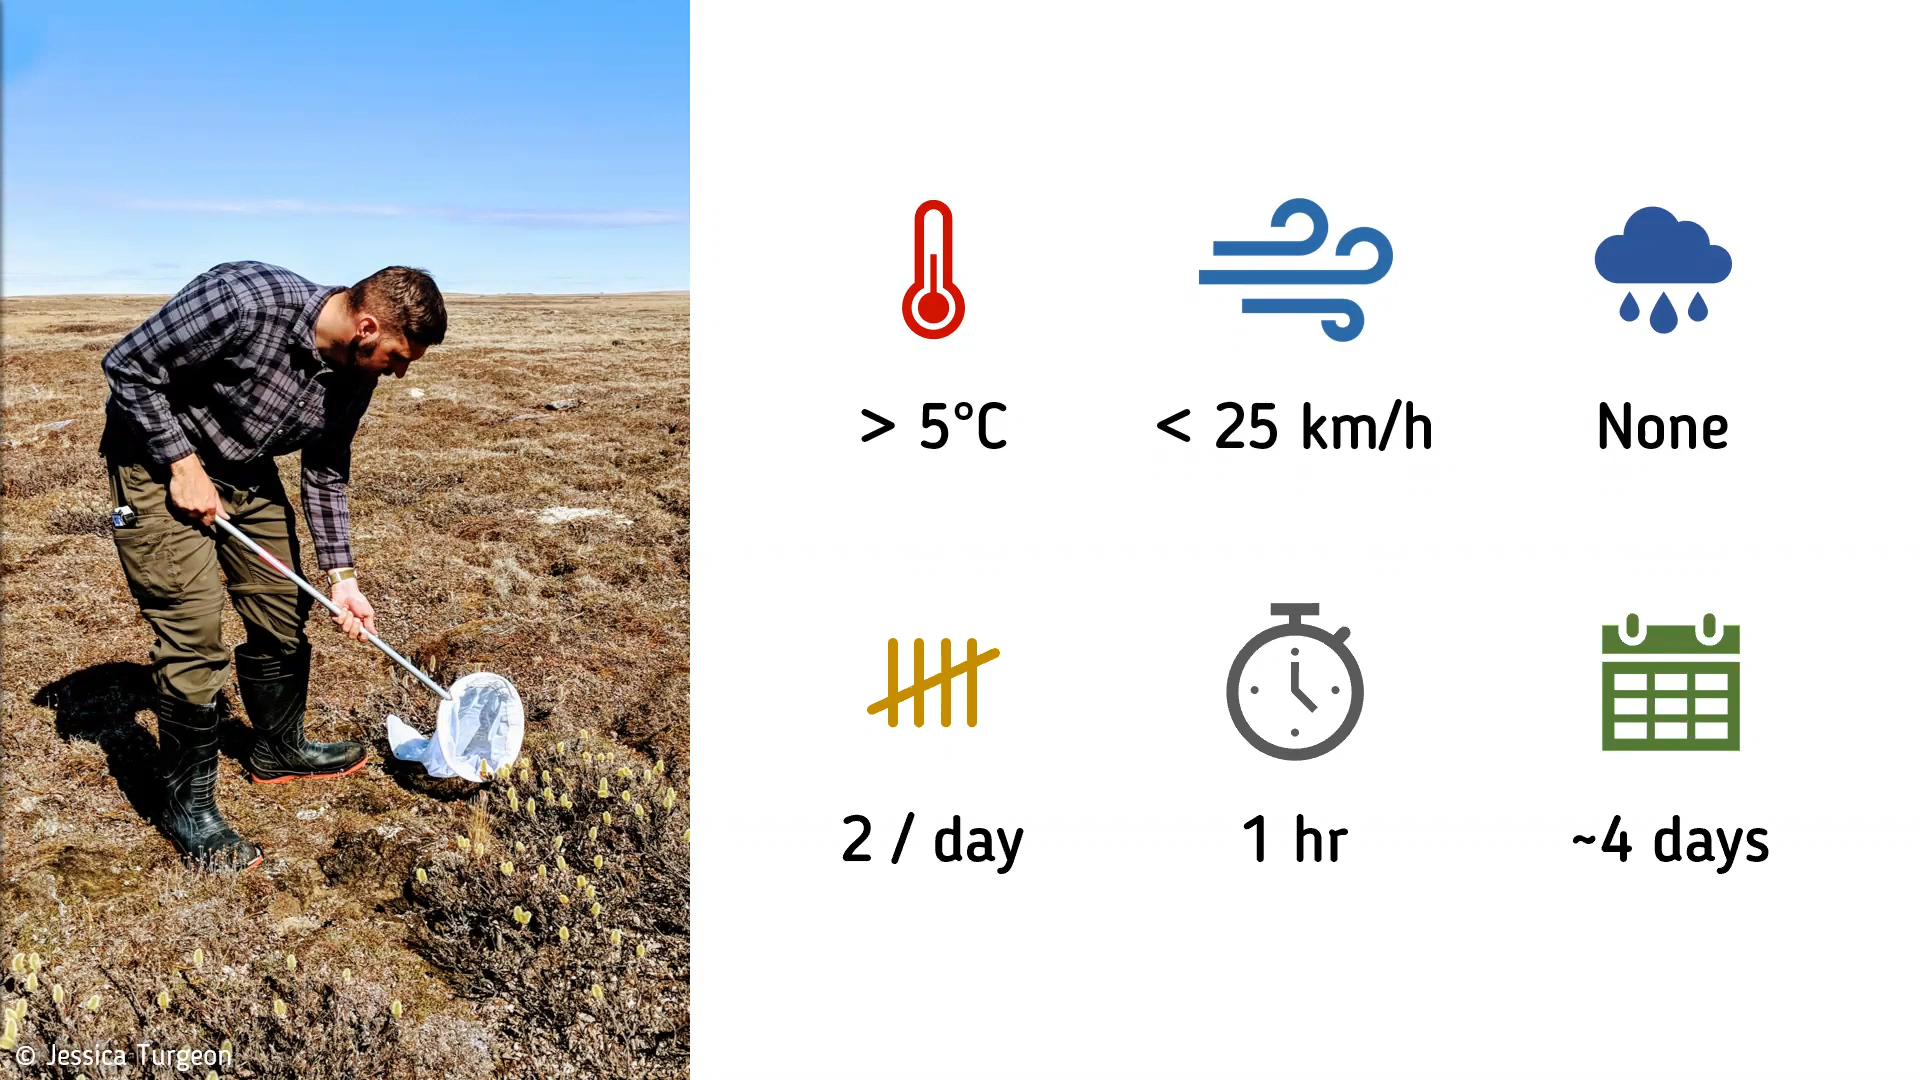 > 5°C
< 25 km/h
None
2 / day
1 hr
~4 days
© Jessica Turgeon